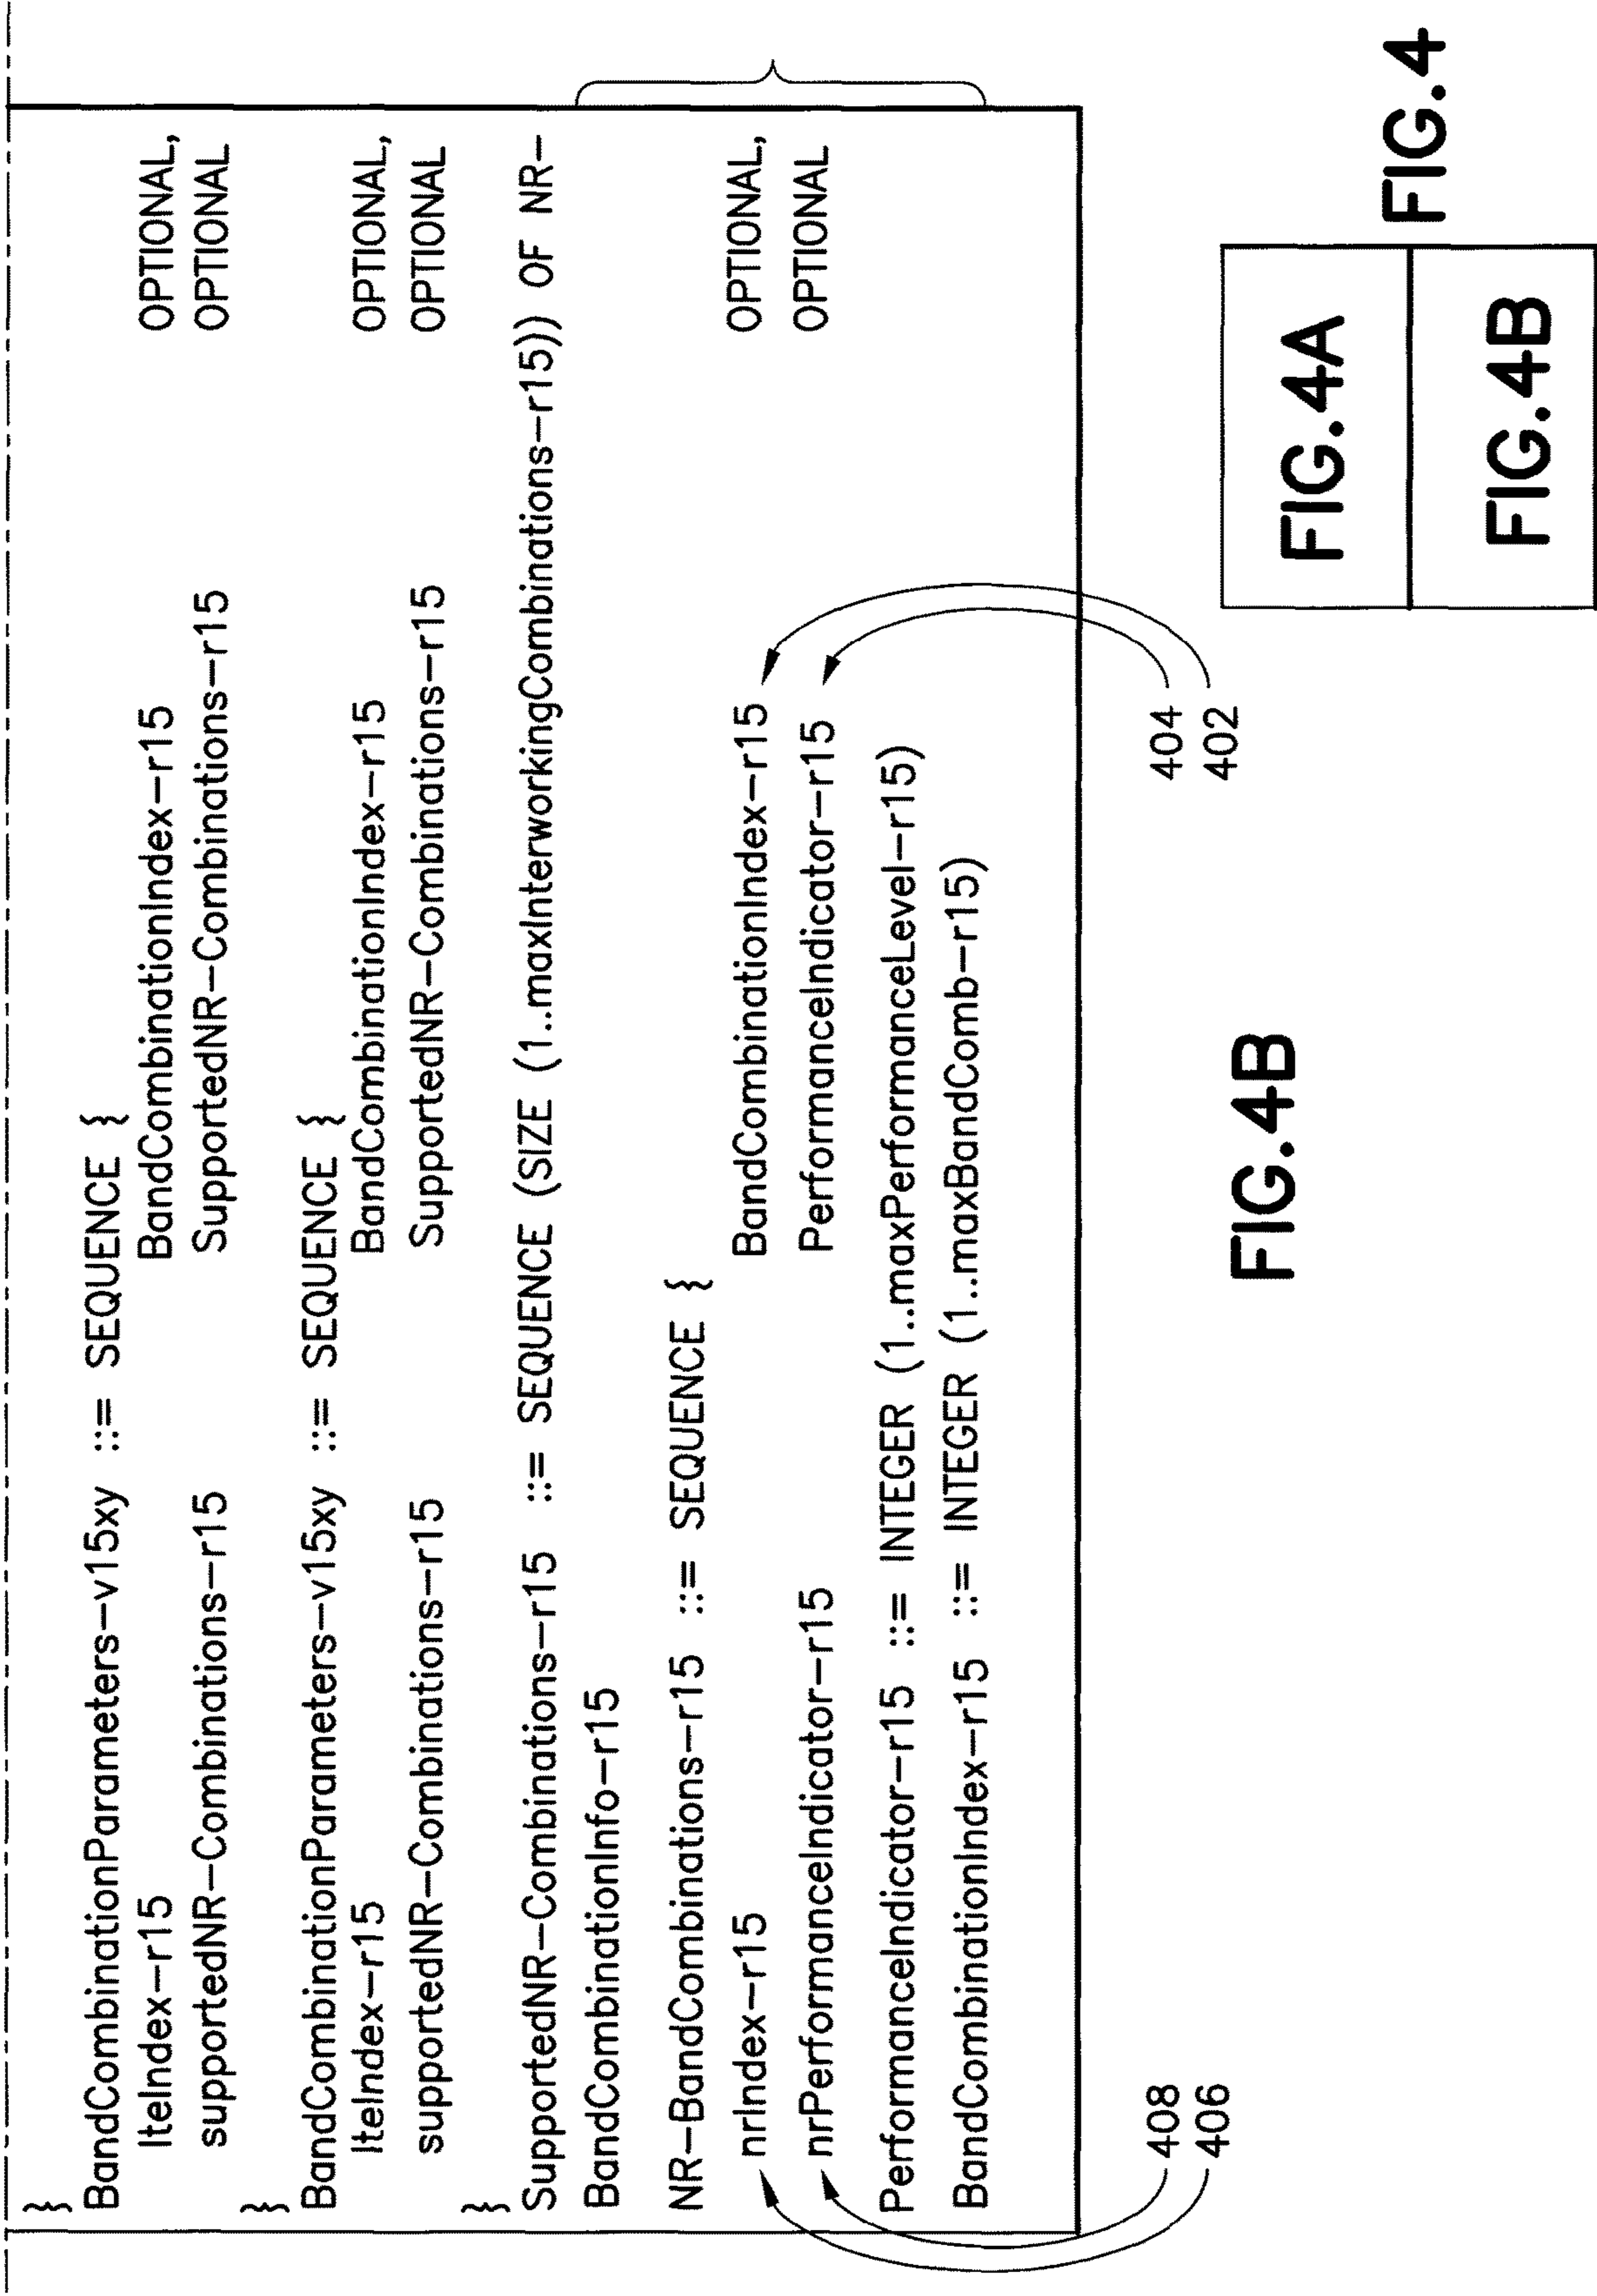 }
BandCombinationParameters-v15xy ::= SEQUENCE {
lteIndex-r15 BandCombinationIndex-r15 OPTIONAL,
supportedNR-Combinations-r15 SupportedNR-Combinations-r15 OPTIONAL
}
BandCombinationParameters-v15xy ::= SEQUENCE {
lteIndex-r15 BandCombinationIndex-r15 OPTIONAL,
supportedNR-Combinations-r15 SupportedNR-Combinations-r15 OPTIONAL
}
SupportedNR-Combinations-r15 ::= SEQUENCE (SIZE (1..maxInterworkingCombinations-r15)) OF NR-
BandCombinationInfo-r15
NR-BandCombinations-r15 ::= SEQUENCE {
nrIndex-r15 BandCombinationIndex-r15 OPTIONAL,
nrPerformanceIndicator-r15 PerformanceIndicator-r15 OPTIONAL
PerformanceIndicator-r15 ::= INTEGER (1..maxPerformanceLevel-r15)
BandCombinationIndex-r15 ::= INTEGER (1..maxBandComb-r15)
408 404
406 402
FIG.4B
FIG.4A
FIG.4B
FIG.4